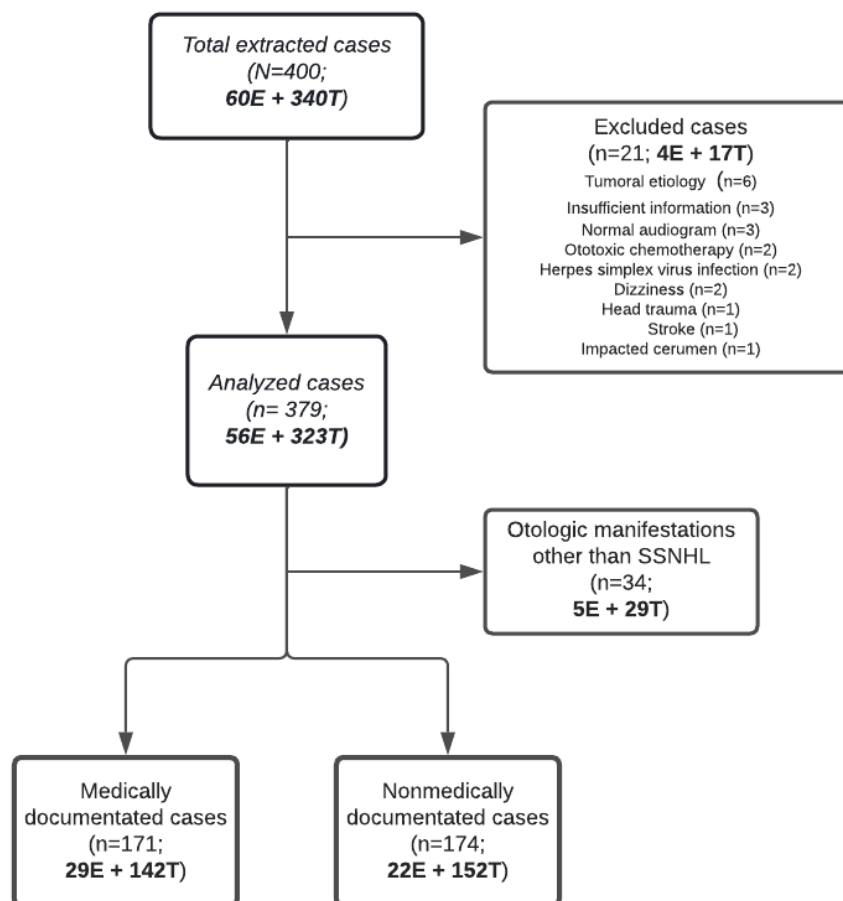 Total extracted cases
(N=400;
60E + 340T)
Excluded cases
(n=21; 4E + 17T)
Tumoral etiology (n=6)
Insufficient information (n=3)
Normal audiogram (n=3)
Ototoxic chemotherapy (n=2)
Herpes simplex virus infection (n=2)
Dizziness (n=2)
Head trauma (n=1)
Stroke (n=1)
Impacted cerumen (n=1)
Analyzed cases
(n= 379;
56E + 323T)
Otologic manifestations
other than SSNHL
(n=34;
5E + 29T)
Medically
documentated cases
(n=171;
29E + 142T)
Nonmedically
documentated cases
(n=174;
22E + 152T)